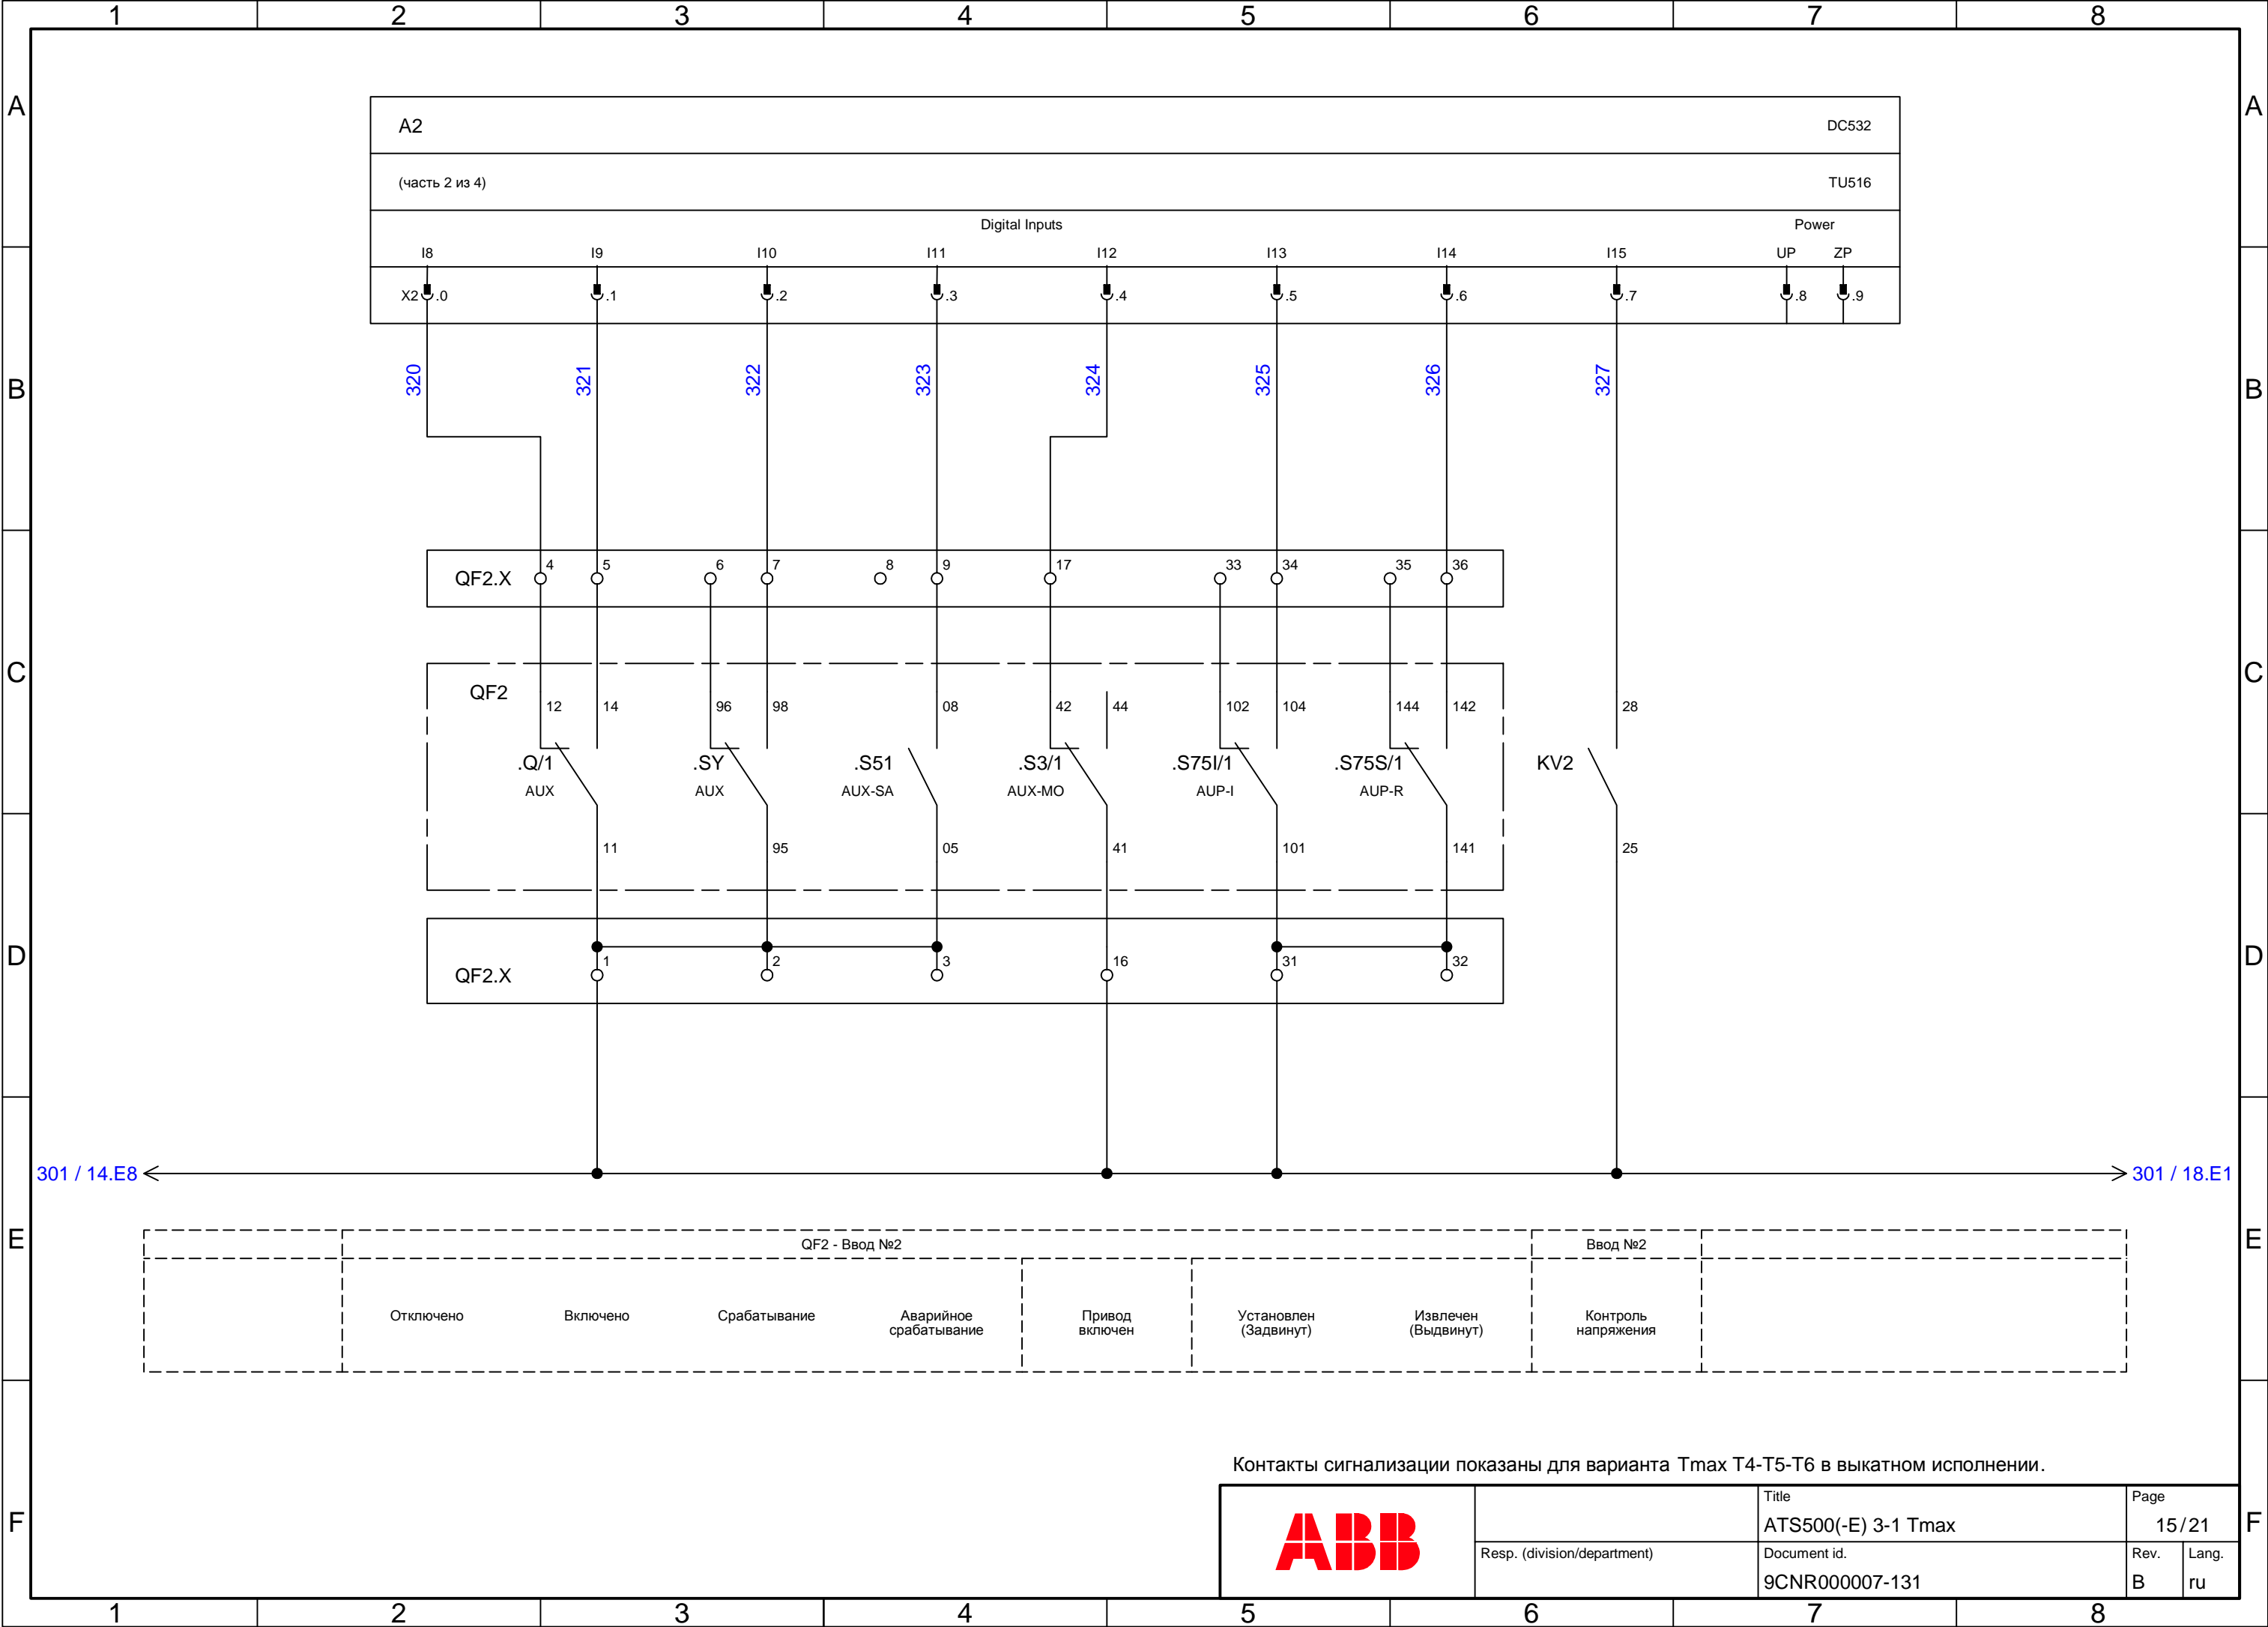 1 2 3 4 5 6 7 8
A A
A2 DC532
(часть 2 из 4) TU516
Digital Inputs Power
I8 I9 I10 I11 I12 I13 I14 I15 UP ZP
X2 .0 .1 .2 .3 .4 .5 .6 .7 .8 .9
320 321 322 323 324 325 326 327
B B
QF2.X 4 5 6 7 8 9 17 33 34 35 36
C C
QF2
12 14 96 98 08 42 44 102 104 144 142 28
.Q/1 .SY .S51 .S3/1 .S75I/1 .S75S/1 KV2
AUX AUX AUX-SA AUX-MO AUP-I AUP-R
11 95 05 41 101 141 25
D D
QF2.X 1 2 3 16 31 32
301 / 14.E8 301 / 18.E1
E E
QF2 - Ввод №2 Ввод №2
Отключено Включено Срабатывание Аварийное Привод Установлен Извлечен Контроль
срабатывание включен (Задвинут) (Выдвинут) напряжения
Контакты сигнализации показаны для варианта Tmax T4-T5-T6 в выкатном исполнении.
F F
ABB
Title Page
ATS500(-E) 3-1 Tmax 15/21
Resp. (division/department) Document id. Rev. Lang.
9CNR000007-131 B ru
1 2 3 4 5 6 7 8